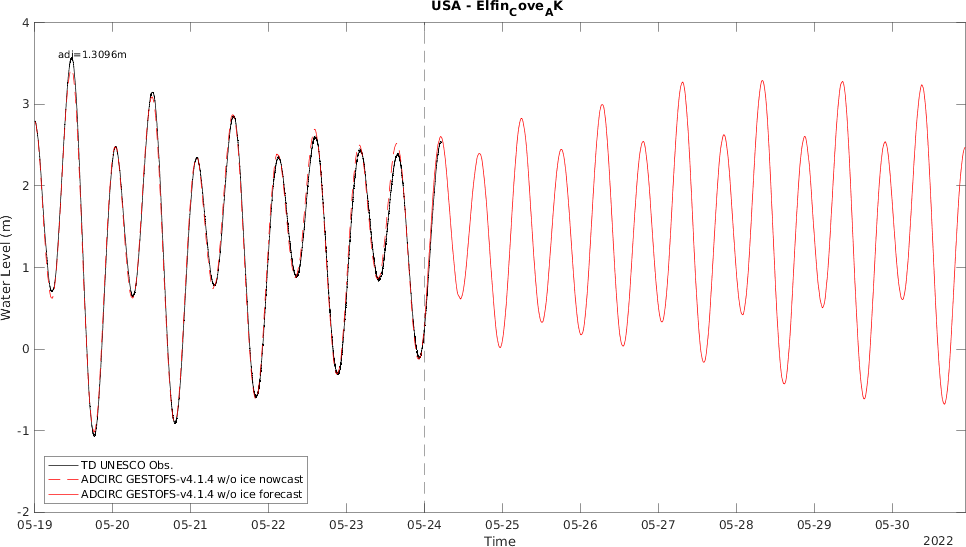 USA - ElfinCoveAK
4
adj=1.3096m
3
2
1
0
-1
-2
Water Level (m)
TD UNESCO Obs.
ADCIRC GESTOFS-v4.1.4 w/o ice nowcast
ADCIRC GESTOFS-v4.1.4 w/o ice forecast
05-19 05-20 05-21 05-22 05-23 05-24 05-25 05-26 05-27 05-28 05-29 05-30
Time
2022